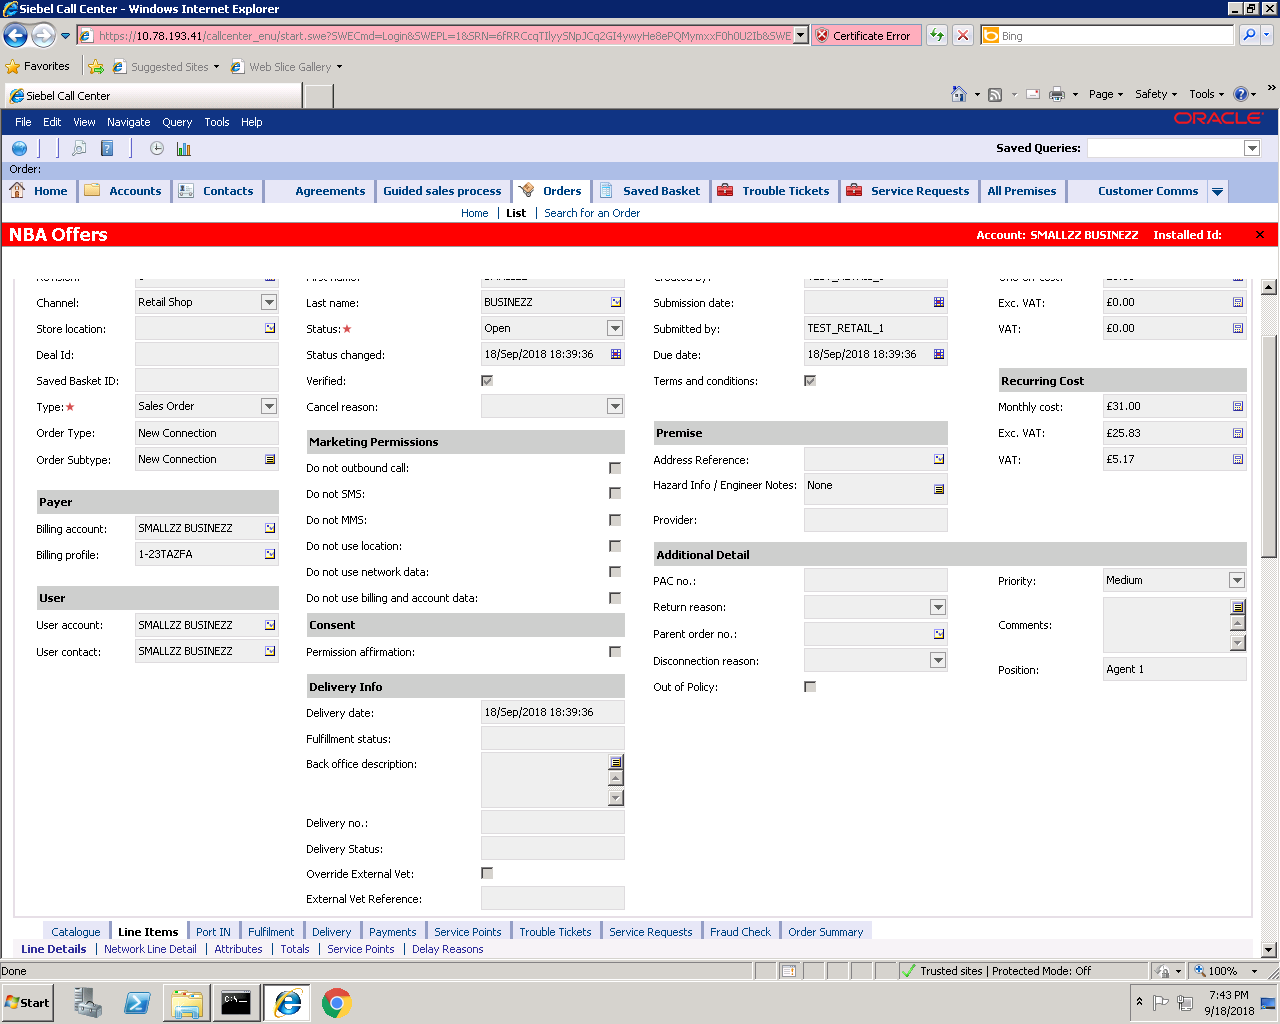 Siebel Call Center - Windows Internet Explorer
https://10.78.193.41/callcenter_enu/start.swe?SWECmd=Login&SWEPL=1&SRN= Certificate Error Bing
Favorites Suggested Sites Web Slice Gallery
Siebel Call Center Page Safety Tools
File Edit View Navigate Query Tools Help ORACLE
Saved Queries:
Order:
Home Accounts Contacts Agreements Guided sales process Orders Saved Basket Trouble Tickets Service Requests All Premises Customer Comms
Home List Search for an Order
NBA Offers Account: SMALLZZ BUSINEZZ Installed Id:
Channel: Retail Shop Last name: BUSINEZZ Submission date: Exc. VAT: £0.00
Store location: Status: Open Submitted by: TEST_RETAIL_1 VAT: £0.00
Deal Id: Status changed: 18/Sep/2018 18:39:36 Due date: 18/Sep/2018 18:39:36
Saved Basket ID: Verified: Terms and conditions: Recurring Cost
Type: Sales Order Cancel reason: Monthly cost: £31.00
Order Type: New Connection Marketing Permissions Premise Exc. VAT: £25.83
Order Subtype: New Connection Do not outbound call: Address Reference: VAT: £5.17
Do not SMS: Hazard Info / Engineer Notes: None
Payer
Billing account: SMALLZZ BUSINEZZ Do not MMS: Provider:
Billing profile: 1-23TAZFA Do not use location: Additional Detail
Do not use network data: PAC no.: Priority: Medium
User Do not use billing and account data: Return reason:
User account: SMALLZZ BUSINEZZ Consent Parent order no.: Comments:
User contact: SMALLZZ BUSINEZZ Permission affirmation: Disconnection reason: Position: Agent 1
Delivery Info Out of Policy:
Delivery date: 18/Sep/2018 18:39:36
Fulfillment status:
Back office description:
Delivery no.:
Delivery Status:
Override External Vet:
External Vet Reference:
Catalogue Line Items Port IN Fulfilment Delivery Payments Service Points Trouble Tickets Service Requests Fraud Check Order Summary
Line Details Network Line Detail Attributes Totals Service Points Delay Reasons
Done Trusted sites | Protected Mode: Off 100%
Start 7:43 PM
9/18/2018